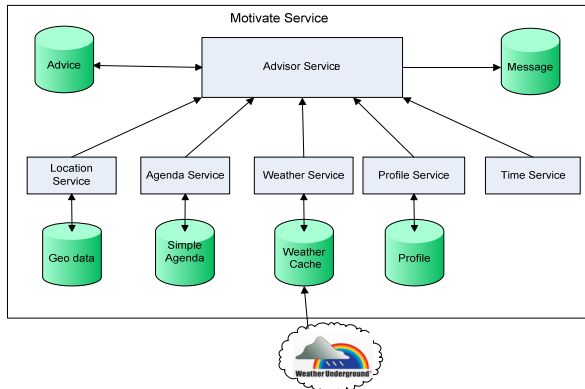 Motivate Service
Advice
Advisor Service
Message
Location
Service
Agenda Service
Weather Service
Profile Service
Time Service
Geo data
Simple
Agenda
Weather
Cache
Profile
Weather Underground